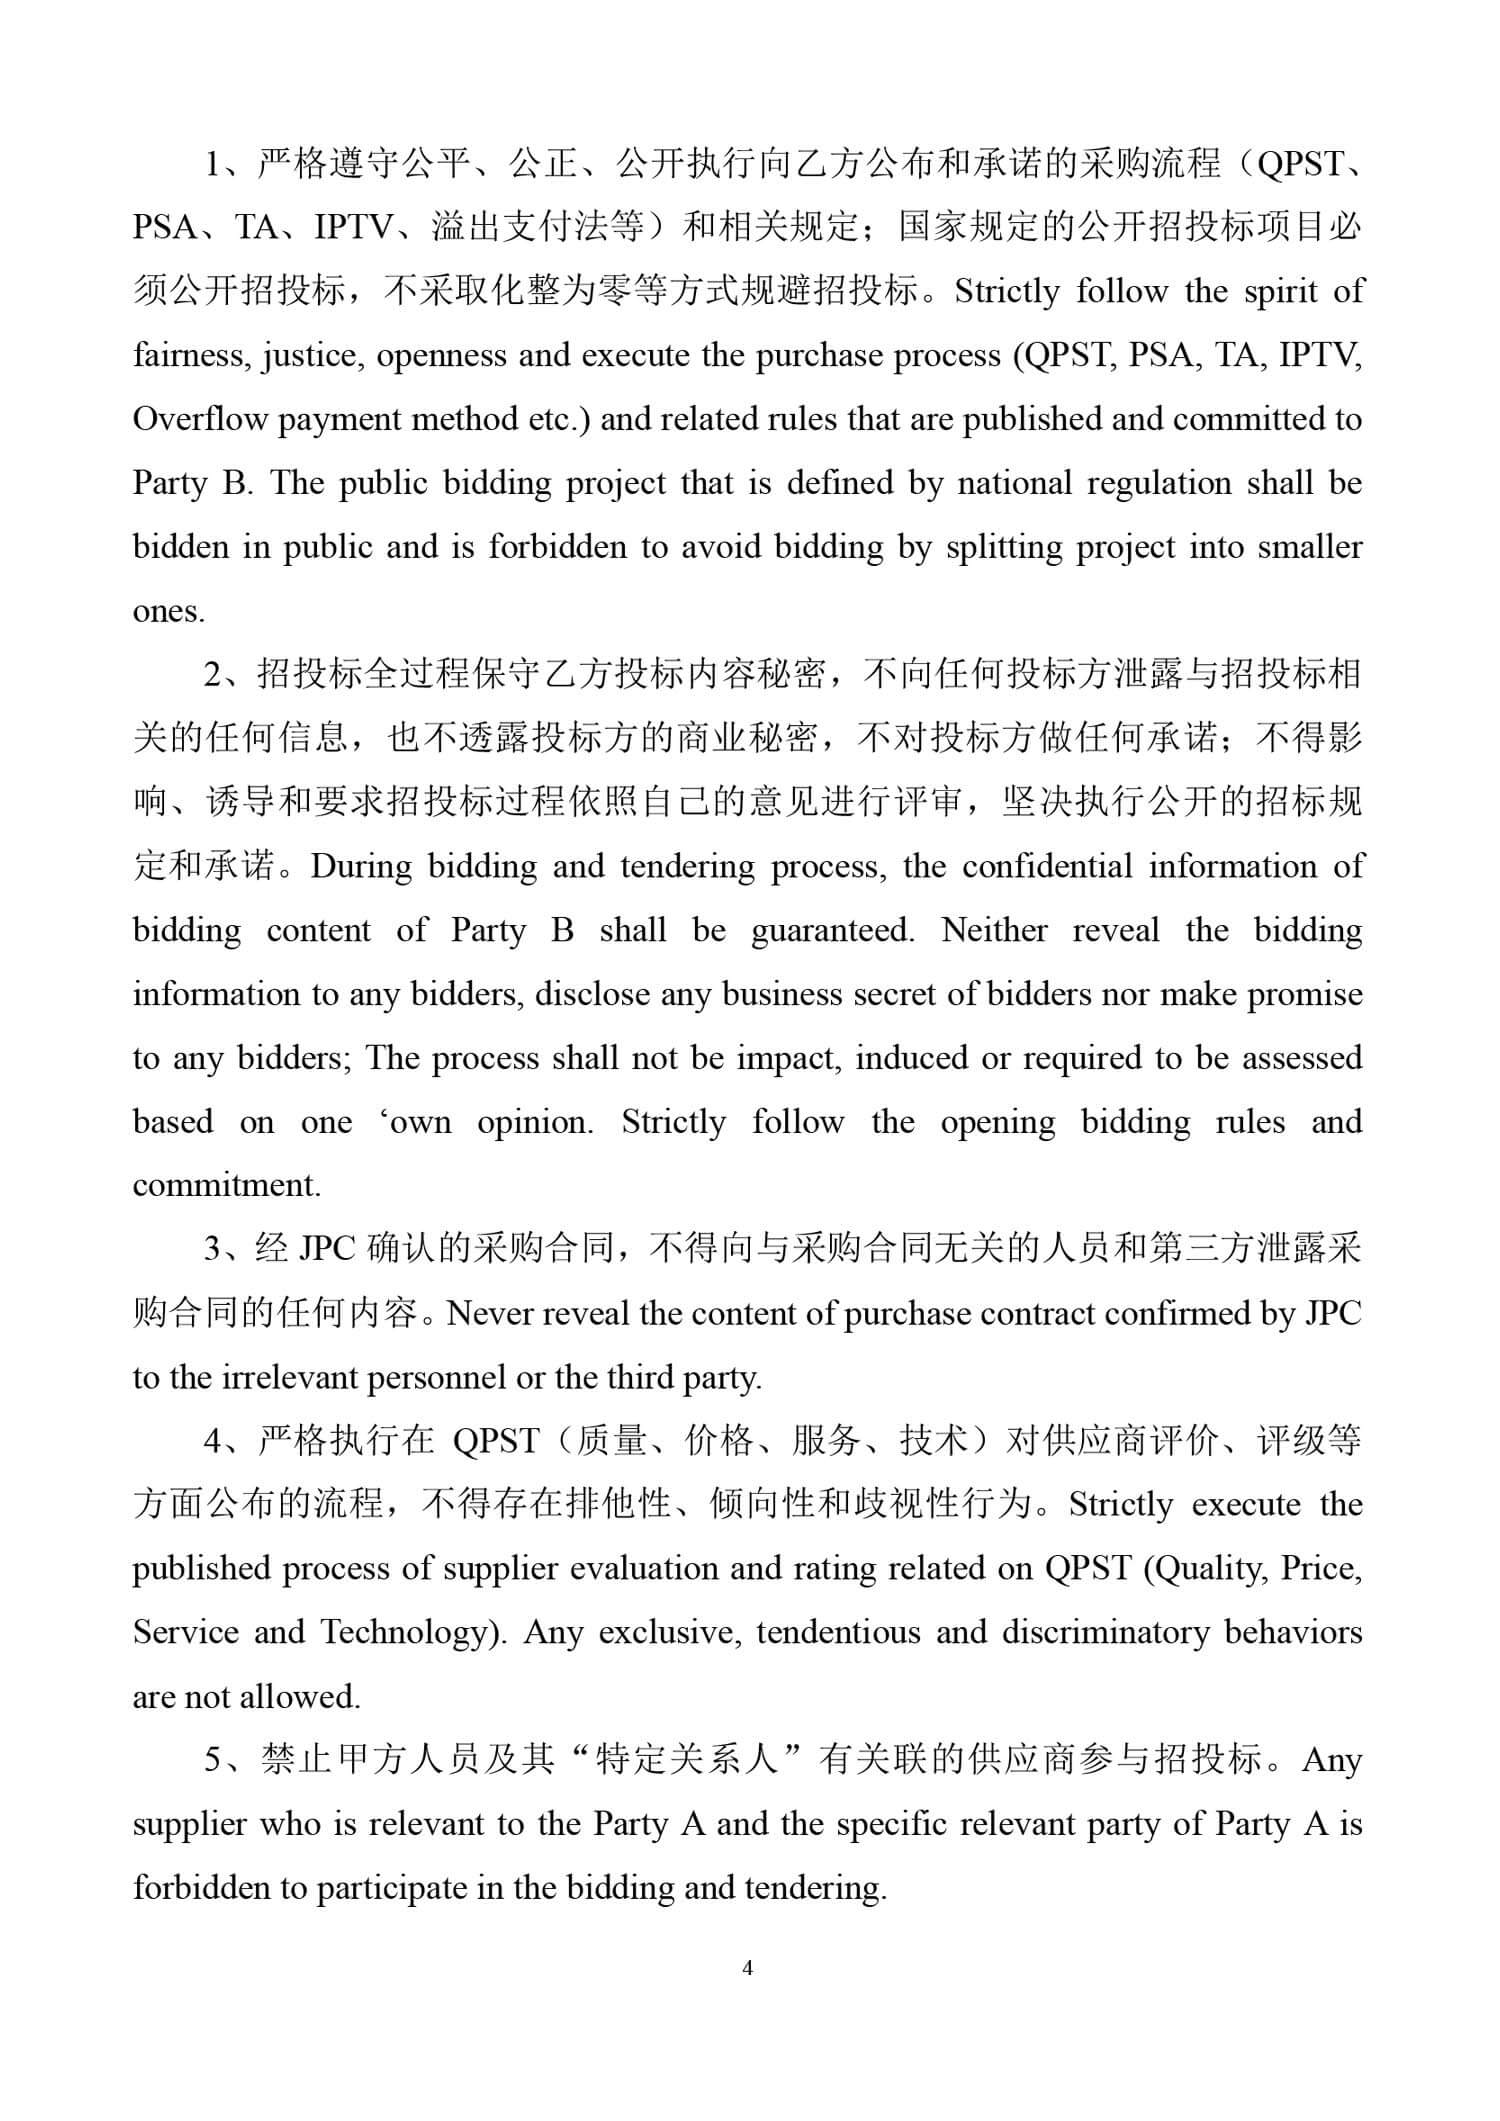 1、严格遵守公平、公正、公开执行向乙方公布和承诺的采购流程（QPST、
PSA、TA、IPTV、溢出支付法等）和相关规定；国家规定的公开招投标项目必
须公开招投标，不采取化整为零等方式规避招投标。Strictly follow the spirit of
fairness, justice, openness and execute the purchase process (QPST, PSA, TA, IPTV,
Overflow payment method etc.) and related rules that are published and committed to
Party B. The public bidding project that is defined by national regulation shall be
bidden in public and is forbidden to avoid bidding by splitting project into smaller
ones.
2、招投标全过程保守乙方投标内容秘密，不向任何投标方泄露与招投标相
关的任何信息，也不透露投标方的商业秘密，不对投标方做任何承诺；不得影
响、诱导和要求招投标过程依照自己的意见进行评审，坚决执行公开的招标规
定和承诺。During bidding and tendering process, the confidential information of
bidding content of Party B shall be guaranteed. Neither reveal the bidding
information to any bidders, disclose any business secret of bidders nor make promise
to any bidders; The process shall not be impact, induced or required to be assessed
based on one ‘own opinion. Strictly follow the opening bidding rules and
commitment.
3、经 JPC 确认的采购合同，不得向与采购合同无关的人员和第三方泄露采
购合同的任何内容。Never reveal the content of purchase contract confirmed by JPC
to the irrelevant personnel or the third party.
4、严格执行在 QPST（质量、价格、服务、技术）对供应商评价、评级等
方面公布的流程，不得存在排他性、倾向性和歧视性行为。Strictly execute the
published process of supplier evaluation and rating related on QPST (Quality, Price,
Service and Technology). Any exclusive, tendentious and discriminatory behaviors
are not allowed.
5、禁止甲方人员及其“特定关系人”有关联的供应商参与招投标。Any
supplier who is relevant to the Party A and the specific relevant party of Party A is
forbidden to participate in the bidding and tendering.
4